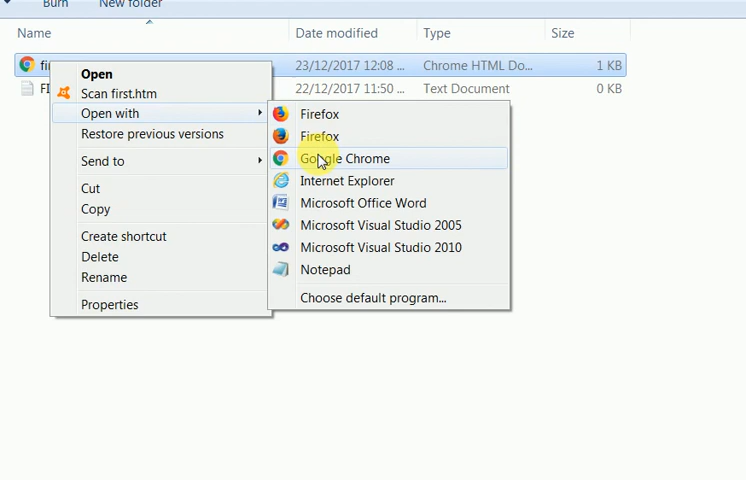 Burn New folder
Name Date modified Type Size
23/12/2017 12:08 ... Chrome HTML Do... 1 KB
22/12/2017 11:50 ... Text Document 0 KB
Open
Scan first.htm
Open with
Restore previous versions
Send to
Cut
Copy
Create shortcut
Delete
Rename
Properties
Firefox
Firefox
Google Chrome
Internet Explorer
Microsoft Office Word
Microsoft Visual Studio 2005
Microsoft Visual Studio 2010
Notepad
Choose default program...